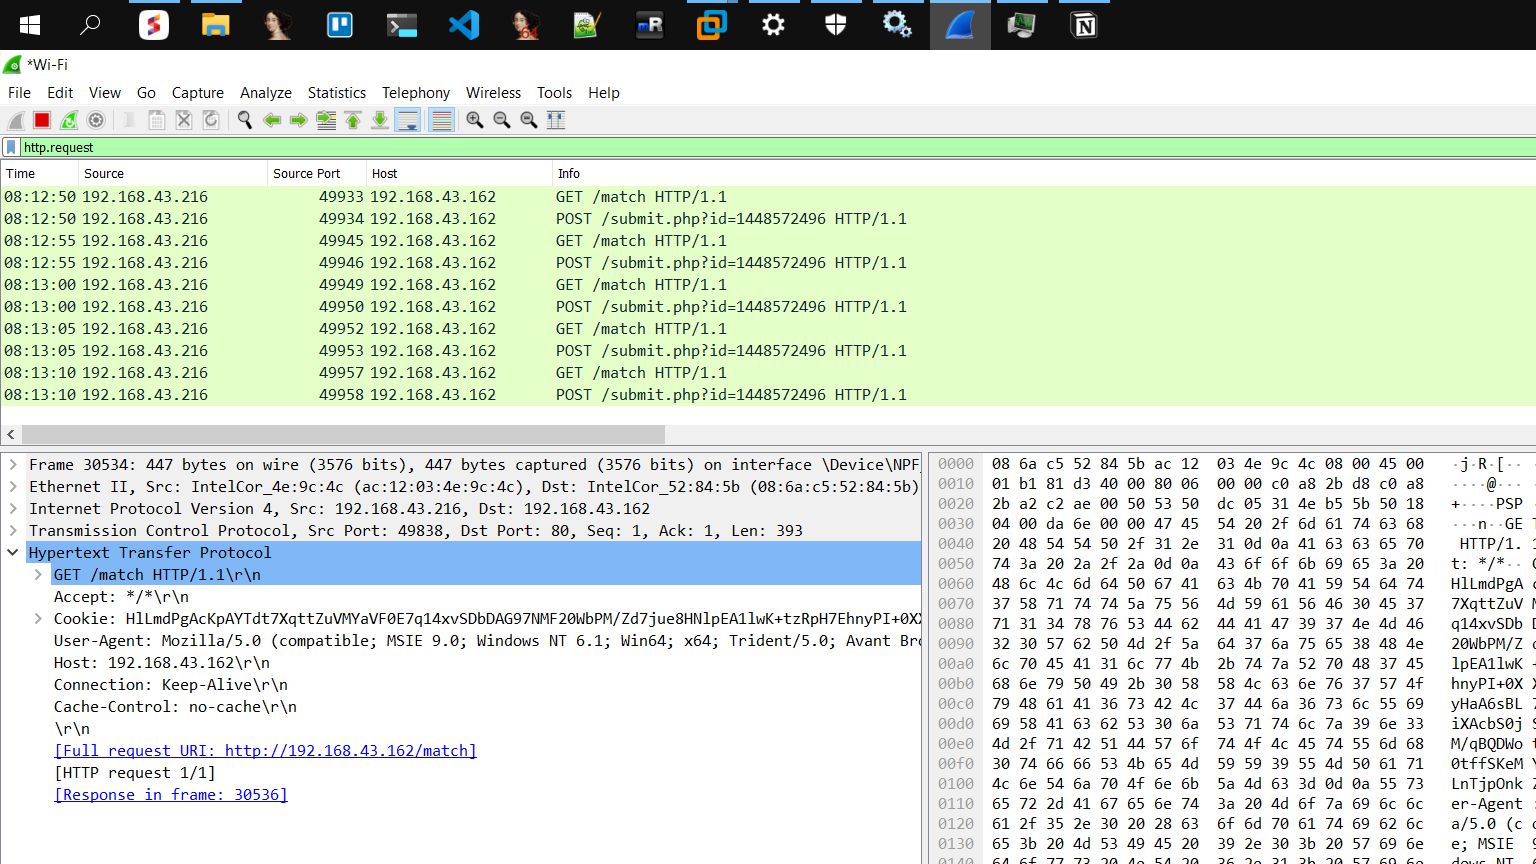 *Wi-Fi
File Edit View Go Capture Analyze Statistics Telephony Wireless Tools Help
http.request
Time Source Source Port Host Info
08:12:50 192.168.43.216 49933 192.168.43.162 GET /match HTTP/1.1
08:12:50 192.168.43.216 49934 192.168.43.162 POST /submit.php?id=1448572496 HTTP/1.1
08:12:55 192.168.43.216 49945 192.168.43.162 GET /match HTTP/1.1
08:12:55 192.168.43.216 49946 192.168.43.162 POST /submit.php?id=1448572496 HTTP/1.1
08:13:00 192.168.43.216 49949 192.168.43.162 GET /match HTTP/1.1
08:13:00 192.168.43.216 49950 192.168.43.162 POST /submit.php?id=1448572496 HTTP/1.1
08:13:05 192.168.43.216 49952 192.168.43.162 GET /match HTTP/1.1
08:13:05 192.168.43.216 49953 192.168.43.162 POST /submit.php?id=1448572496 HTTP/1.1
08:13:10 192.168.43.216 49957 192.168.43.162 GET /match HTTP/1.1
08:13:10 192.168.43.216 49958 192.168.43.162 POST /submit.php?id=1448572496 HTTP/1.1
Frame 30534: 447 bytes on wire (3576 bits), 447 bytes captured (3576 bits) on interface \Device\NPF_
Ethernet II, Src: IntelCor_4e:9c:4c (ac:12:03:4e:9c:4c), Dst: IntelCor_52:84:5b (08:6a:c5:52:84:5b)
Internet Protocol Version 4, Src: 192.168.43.216, Dst: 192.168.43.162
Transmission Control Protocol, Src Port: 49838, Dst Port: 80, Seq: 1, Ack: 1, Len: 393
Hypertext Transfer Protocol
GET /match HTTP/1.1\r\n
Accept: */*\r\n
Cookie: HlLmdPgAcKpAYTdt7XqttZuVMYaVF0E7q14xvSDbDAG97NMF20WbPM/Zd7jue8HNlpEA1lwK+tzRpH7EhnyPI+0XX
User-Agent: Mozilla/5.0 (compatible; MSIE 9.0; Windows NT 6.1; Win64; x64; Trident/5.0; Avant Bro
Host: 192.168.43.162\r\n
Connection: Keep-Alive\r\n
Cache-Control: no-cache\r\n
\r\n
[Full request URI: http://192.168.43.162/match]
[HTTP request 1/1]
[Response in frame: 30536]
0000 08 6a c5 52 84 5b ac 12 03 4e 9c 4c 08 00 45 00 ·j·R·[·
0010 01 b1 81 d3 40 00 80 06 00 00 c0 a8 2b d8 c0 a8 ····@···
0020 2b a2 c2 ae 00 50 53 50 dc 05 31 4e b5 5b 50 18 +····PSP
0030 04 00 da 6e 00 00 47 45 54 20 2f 6d 61 74 63 68 ···n··GE
0040 20 48 54 54 50 2f 31 2e 31 0d 0a 41 63 63 65 70 HTTP/1. 1
0050 74 3a 20 2a 2f 2a 0d 0a 43 6f 6f 6b 69 65 3a 20 t: */*·· C
0060 48 6c 4c 6d 64 50 67 41 63 4b 70 41 59 54 64 74 HlLmdPgA c
0070 37 58 71 74 74 5a 75 56 4d 59 61 56 46 30 45 37 7XqttZuV M
0080 71 31 34 78 76 53 44 62 44 41 47 39 37 4e 4d 46 q14xvSDb D
0090 32 30 57 62 50 4d 2f 5a 64 37 6a 75 65 38 48 4e 20WbPM/Z d
00a0 6c 70 45 41 31 6c 77 4b 2b 74 7a 52 70 48 37 45 lpEA1lwK +
00b0 68 6e 79 50 49 2b 30 58 58 4c 63 6e 76 37 57 4f hnyPI+0X X
00c0 79 48 61 41 36 73 42 4c 37 44 6a 36 73 6c 55 69 yHaA6sBL 7
00d0 69 58 41 63 62 53 30 6a 53 71 74 6c 7a 39 6e 33 iXAcbS0j S
00e0 4d 2f 71 42 51 44 57 6f 74 4f 4c 45 74 55 6d 68 M/qBQDWo t
00f0 30 74 66 66 53 4b 65 4d 59 59 39 55 4d 50 61 71 0tffSKeM Y
0100 4c 6e 54 6a 70 4f 6e 6b 5a 4d 63 3d 0d 0a 55 73 LnTjpOnk Z
0110 65 72 2d 41 67 65 6e 74 3a 20 4d 6f 7a 69 6c 6c er-Agent :
0120 61 2f 35 2e 30 20 28 63 6f 6d 70 61 74 69 62 6c a/5.0 (c o
0130 65 3b 20 4d 53 49 45 20 39 2e 30 3b 20 57 69 6e e; MSIE 9
0140 64 6f 77 73 20 4e 54 20 36 2e 31 3b 20 57 69 6e dows NT 6